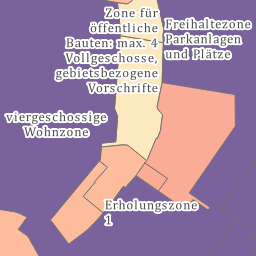 Zone für
öffentliche
Bauten: max. 4
Vollgeschosse,
gebietsbezogene
Vorschrifte
Freihaltezone
Parkanlagen
und Plätze
viergeschossige
Wohnzone
Erholungszone
1